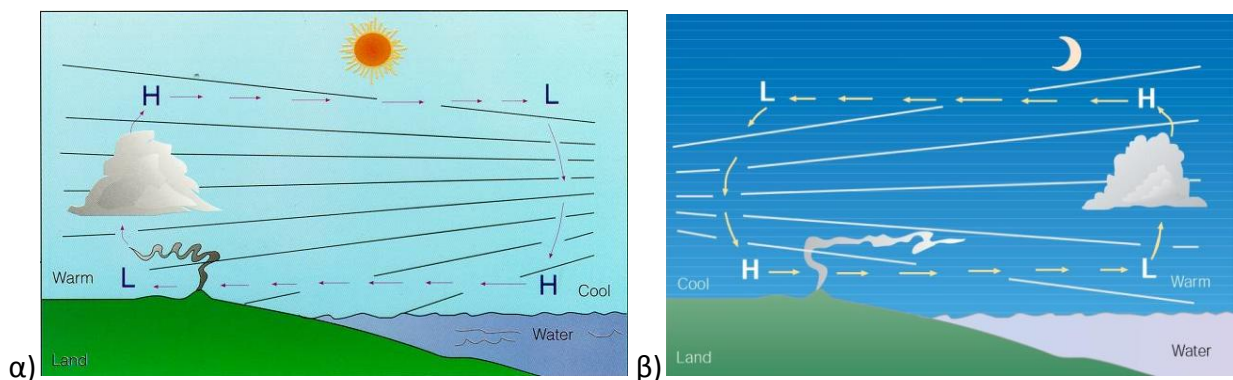 H L
Warm L H Cool
Water
Land
α)
L H
Cool H L Warm
Land Water
β)